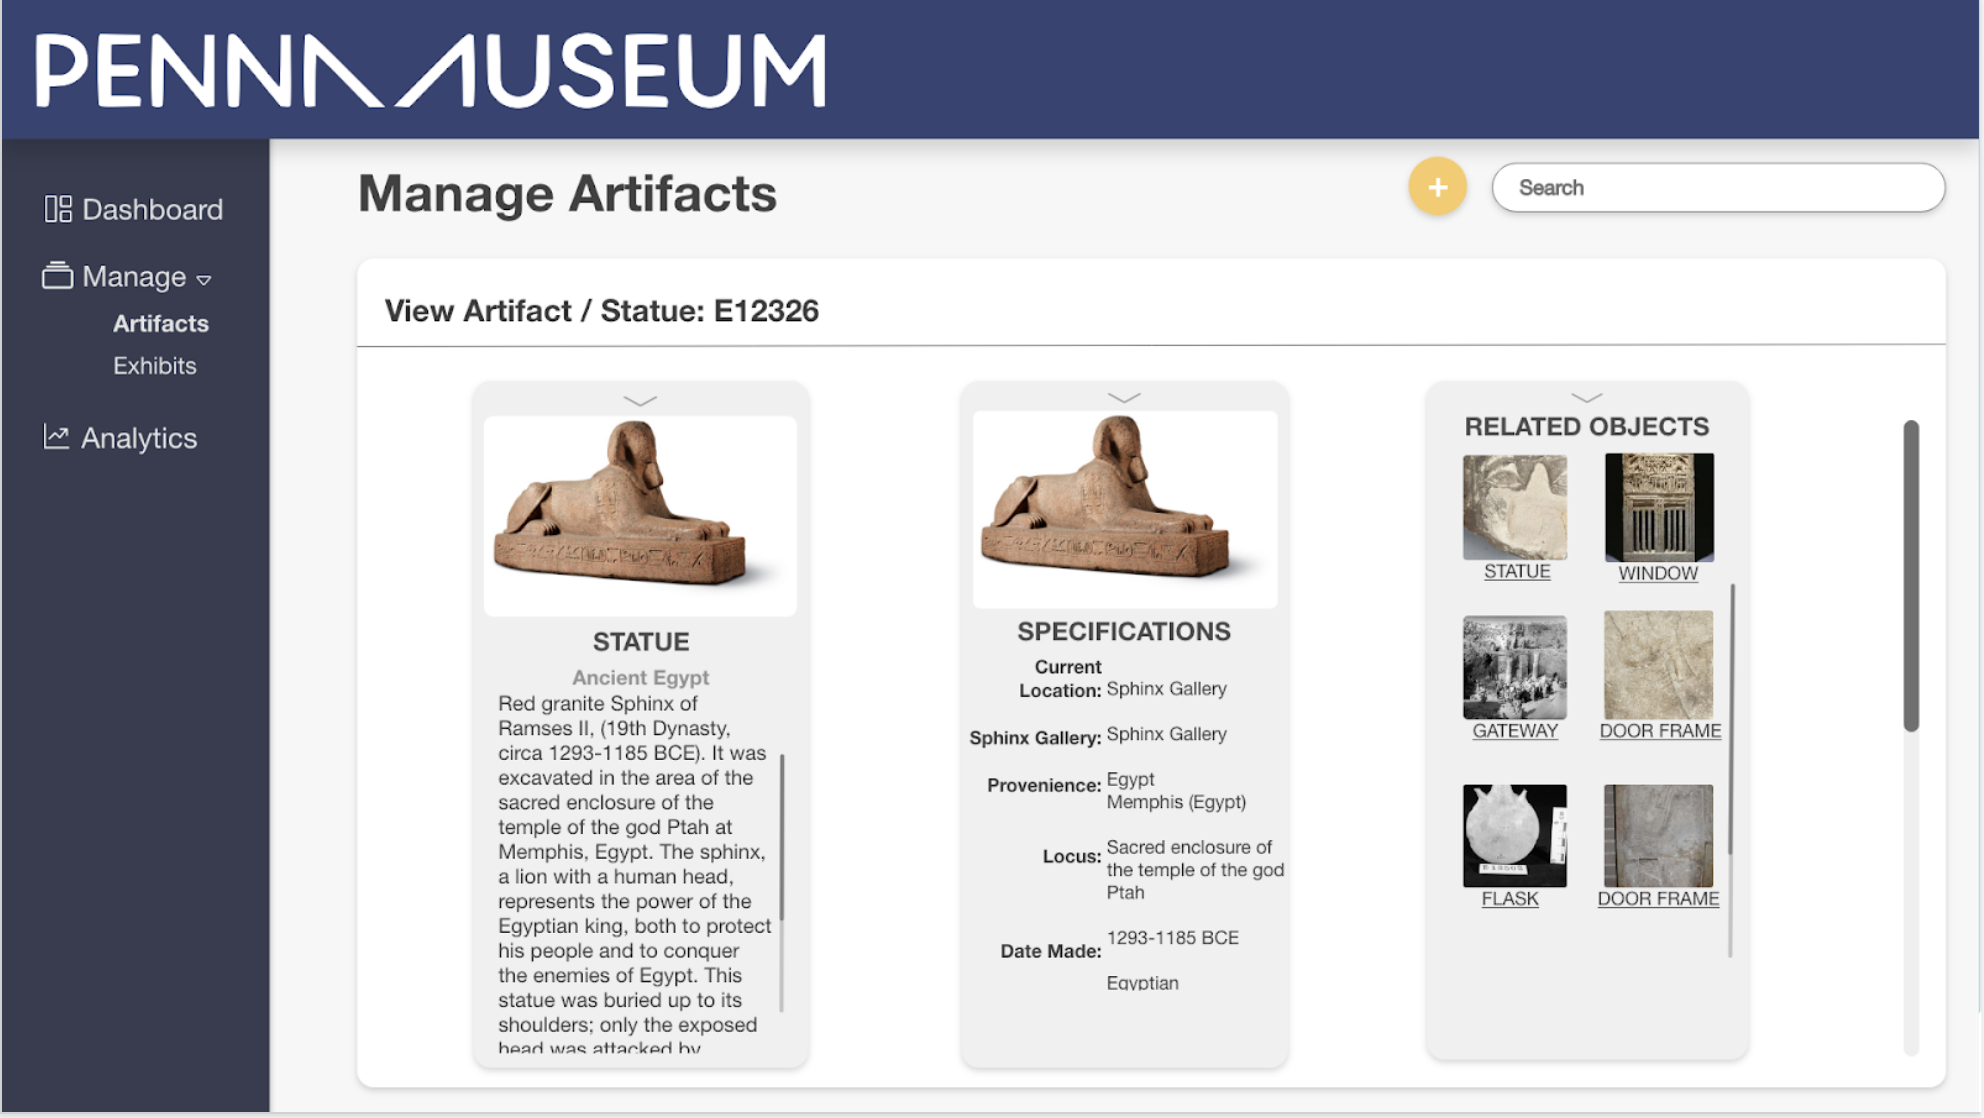 PENN MUSEUM
Dashboard
Manage
Artifacts
Exhibits
Analytics
Manage Artifacts
+
Search
View Artifact / Statue: E12326
STATUE
Ancient Egypt
Red granite Sphinx of
Ramses II, (19th Dynasty,
circa 1293-1185 BCE). It was
excavated in the area of the
sacred enclosure of the
temple of the god Ptah at
Memphis, Egypt. The sphinx,
a lion with a human head,
represents the power of the
Egyptian king, both to protect
his people and to conquer
the enemies of Egypt. This
statue was buried up to its
shoulders; only the exposed
head was attacked by
SPECIFICATIONS
Current
Location: Sphinx Gallery
Sphinx Gallery: Sphinx Gallery
Provenience: Egypt
Memphis (Egypt)
Locus: Sacred enclosure of
the temple of the god
Ptah
Date Made: 1293-1185 BCE
Egyptian
RELATED OBJECTS
STATUE
WINDOW
GATEWAY
DOOR FRAME
FLASK
DOOR FRAME